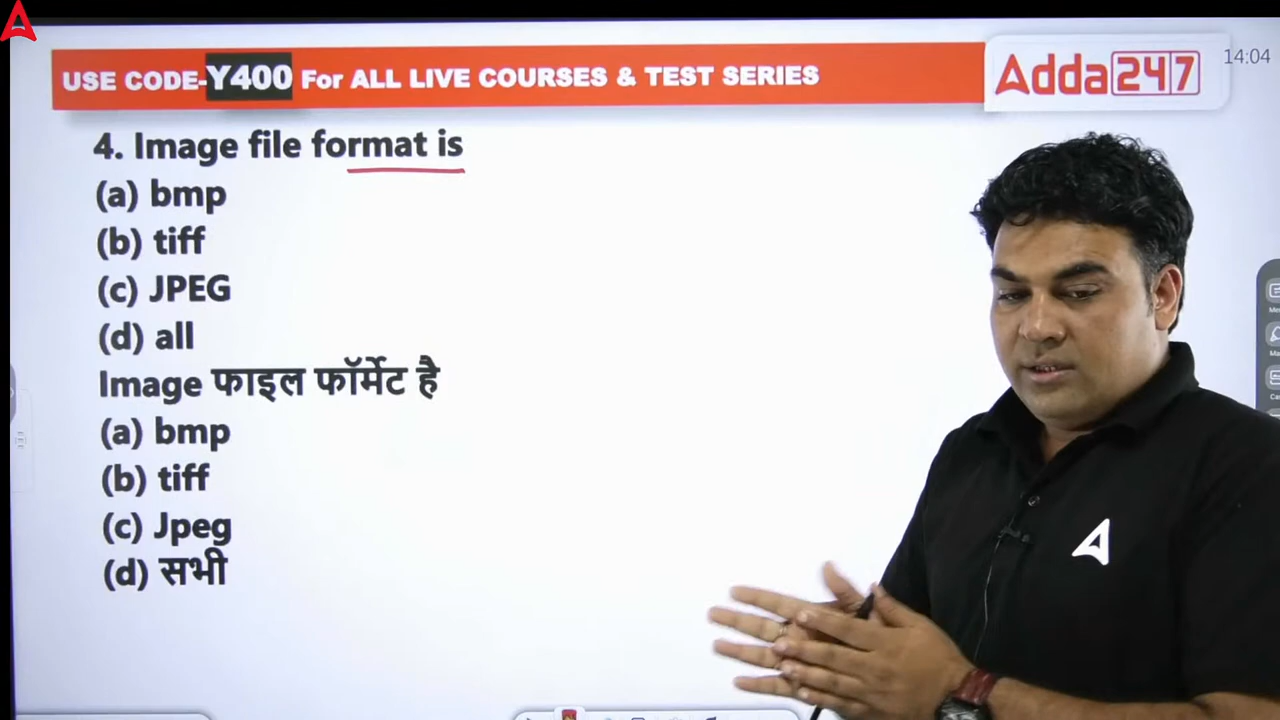 USE CODE-Y400 For ALL LIVE COURSES & TEST SERIES
Adda247
14:04
4. Image file format is
(a) bmp
(b) tiff
(c) JPEG
(d) all
Image फाइल फॉर्मेट है
(a) bmp
(b) tiff
(c) Jpeg
(d) सभी